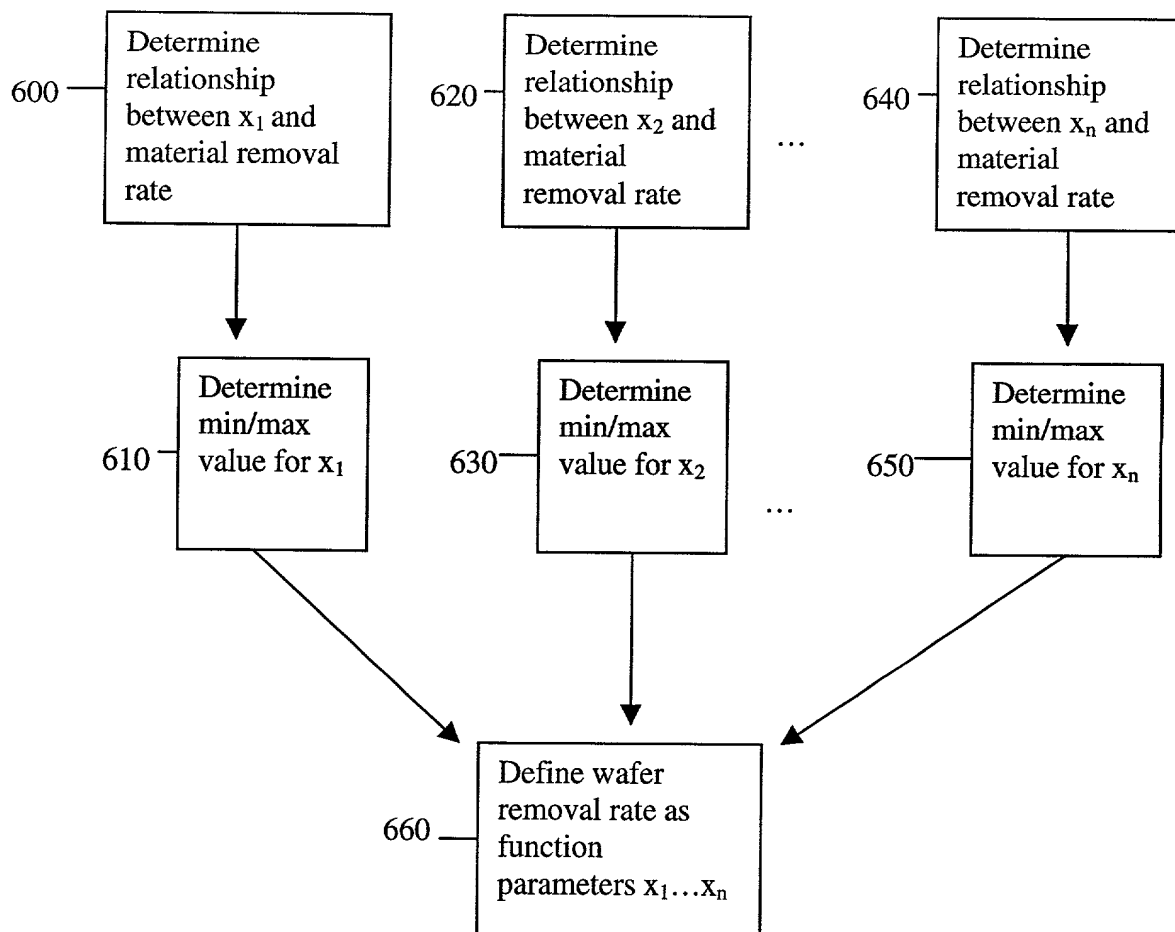 600
Determine
relationship
between x₁ and
material removal
rate
620
Determine
relationship
between x₂ and
material
removal rate
...
640
Determine
relationship
between xₙ and
material
removal rate
610
Determine
min/max
value for x₁
630
Determine
min/max
value for x₂
...
650
Determine
min/max
value for xₙ
660
Define wafer
removal rate as
function
parameters x₁…xₙ